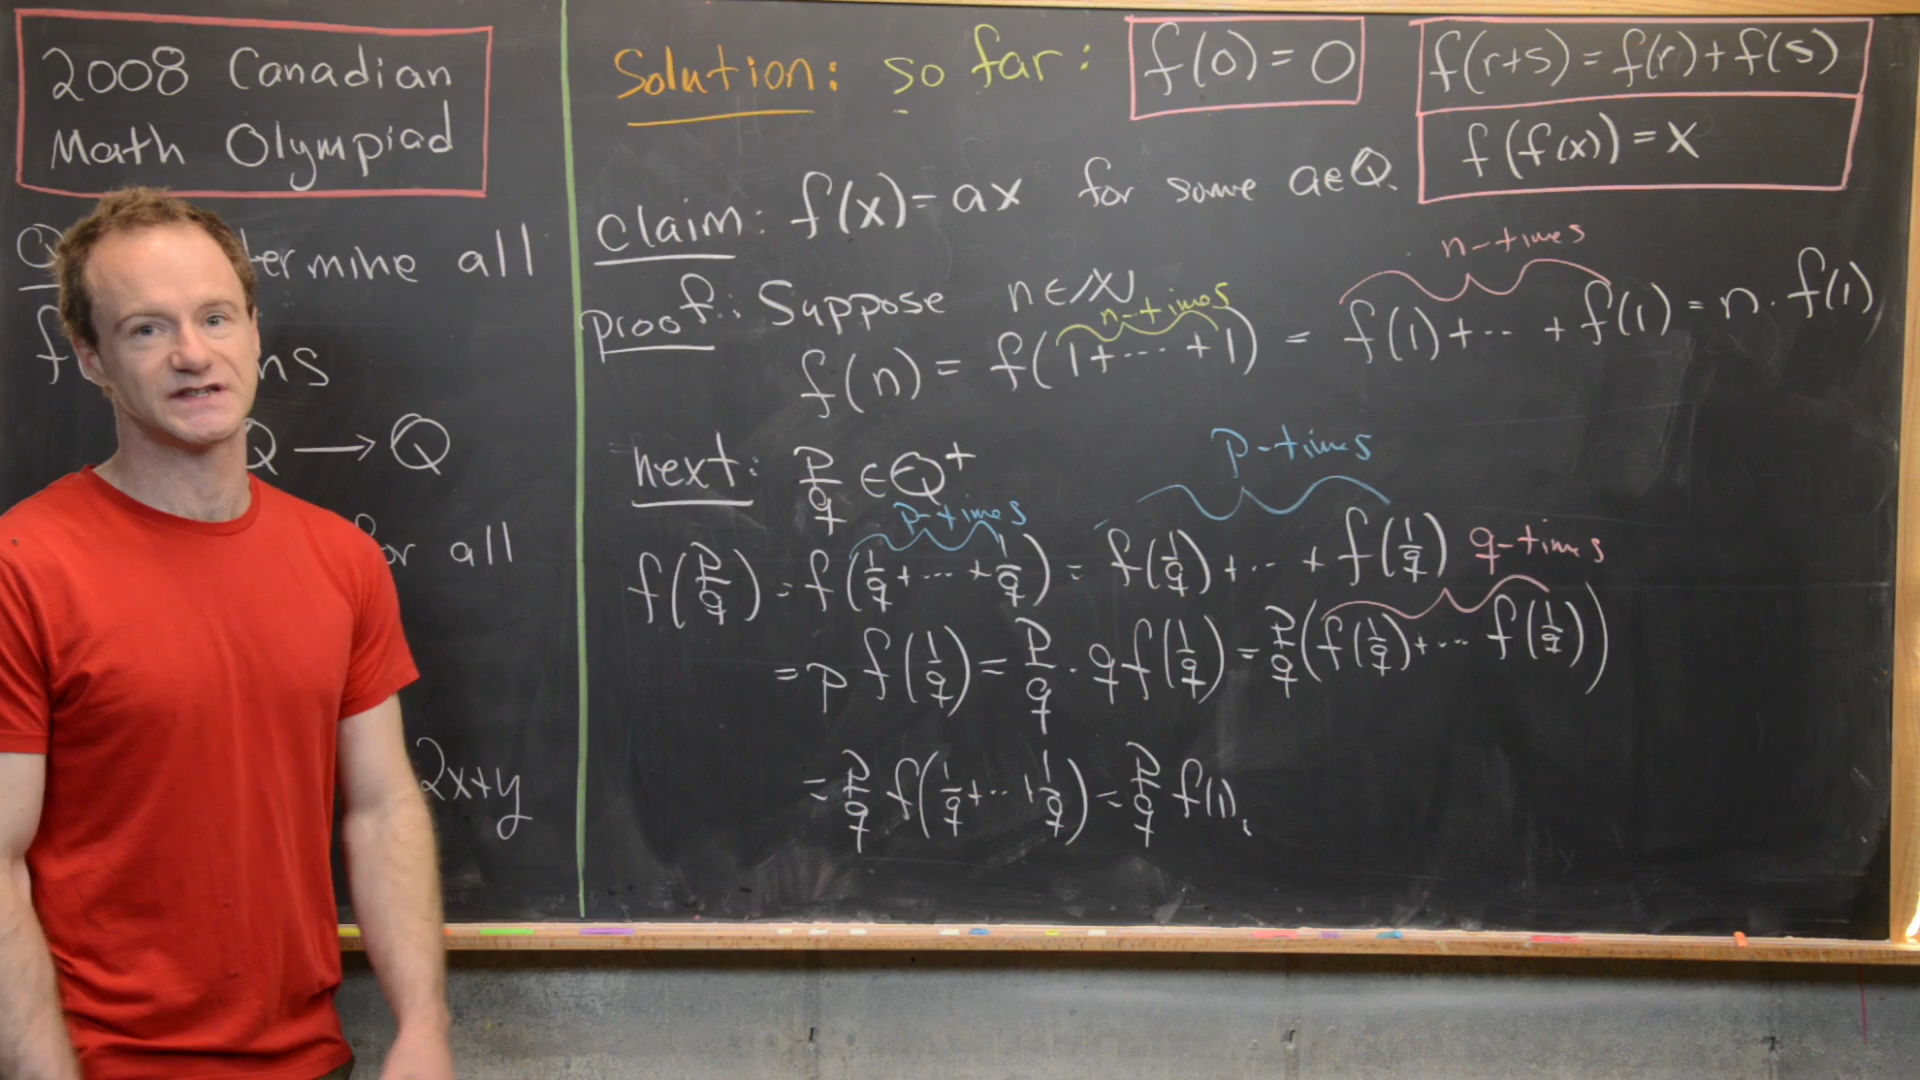 2008 Canadian
Math Olympiad
ermine all
ns
Q → Q
or all
2x+y
Solution: so far: f(0) = 0
f(r+s) = f(r) + f(s)
f(f(x)) = x
Claim: f(x) = ax for some a∈Q.
proof: Suppose n∈N
n-times n-times
f(n) = f(1+⋯+1) = f(1)+⋯+f(1) = n·f(1)
next: p/q ∈ Q⁺
p-times p-times
f(p/q) = f(1/q+⋯+1/q) = f(1/q)+⋯+f(1/q)
q-times
= p f(1/q) = p/q · q f(1/q) = p/q (f(1/q)+⋯ f(1/q))
= p/q f(1/q+⋯+1/q) = p/q f(1).